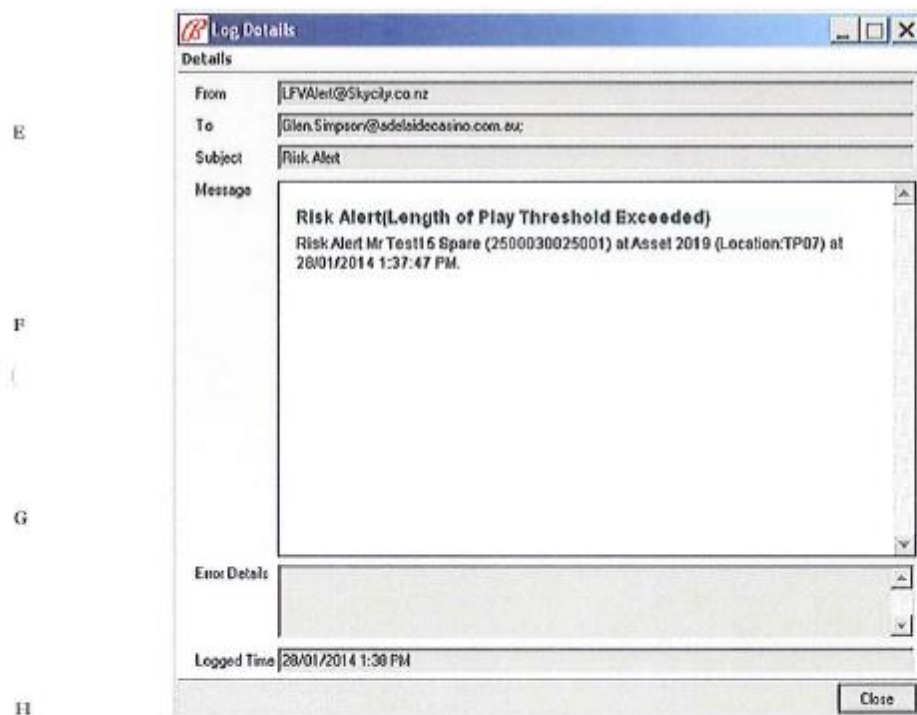 Log Details
Details
From LFVAlert@Skycity.co.nz
To Glen.Simpson@adelaidecasino.com.au;
Subject Risk Alert
Message
Risk Alert(Length of Play Threshold Exceeded)
Risk Alert Mr Test15 Spare (2500030025001) at Asset 2019 (Location:TP07) at
28/01/2014 1:37:47 PM.
Error Details
Logged Time 28/01/2014 1:38 PM
Close
E
F
G
H